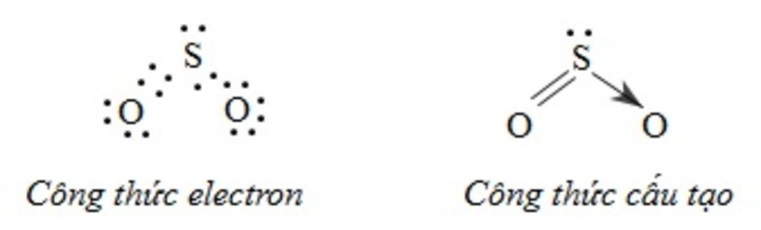 S
O
O
Công thức electron
S
O
O
Công thức cấu tạo